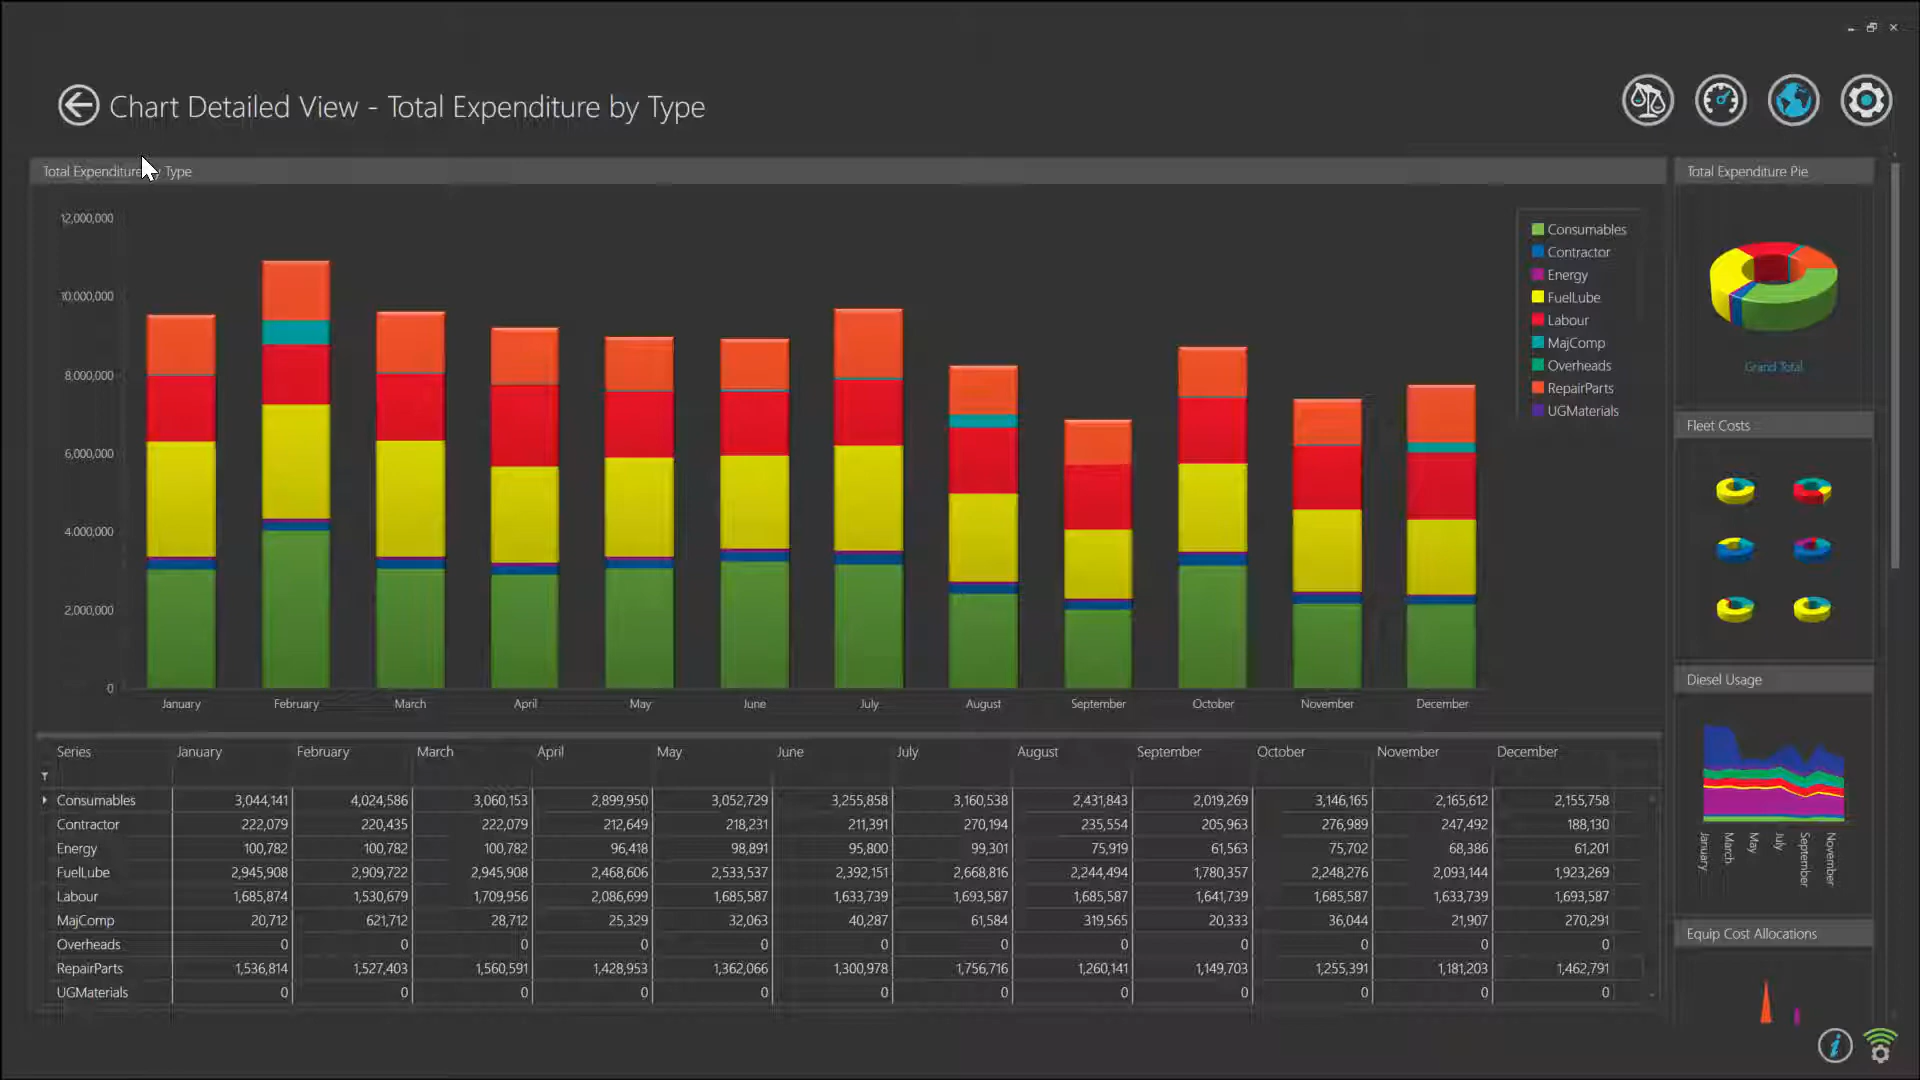 Chart Detailed View - Total Expenditure by Type
Total Expenditure Type
12,000,000
10,000,000
8,000,000
6,000,000
4,000,000
2,000,000
0
January February March April May June July August September October November December
Consumables
Contractor
Energy
FuelLube
Labour
MajComp
Overheads
RepairParts
UGMaterials
Series January February March April May June July August September October November December
Consumables 3,044,141 4,024,586 3,060,153 2,899,950 3,052,729 3,255,858 3,160,538 2,431,843 2,019,269 3,146,165 2,165,612 2,155,758
Contractor 222,079 220,435 222,079 212,649 218,231 211,391 270,194 235,554 205,963 276,989 247,492 188,130
Energy 100,782 100,782 100,782 96,418 98,891 95,800 99,301 75,919 61,563 75,702 68,386 61,201
FuelLube 2,945,908 2,909,722 2,945,908 2,468,606 2,533,537 2,392,151 2,668,816 2,244,494 1,780,357 2,248,276 2,093,144 1,923,269
Labour 1,685,874 1,530,679 1,709,956 2,086,699 1,685,587 1,633,739 1,693,587 1,685,587 1,641,739 1,685,587 1,633,739 1,693,587
MajComp 20,712 621,712 28,712 25,329 32,063 40,287 61,584 319,565 20,333 36,044 21,907 270,291
Overheads 0 0 0 0 0 0 0 0 0 0 0 0
RepairParts 1,536,814 1,527,403 1,560,591 1,428,953 1,362,066 1,300,978 1,756,716 1,260,141 1,149,703 1,255,391 1,181,203 1,462,791
UGMaterials 0 0 0 0 0 0 0 0 0 0 0 0
Total Expenditure Pie
Grand Total
Fleet Costs
Diesel Usage
January
March
May
July
September
November
Equip Cost Allocations